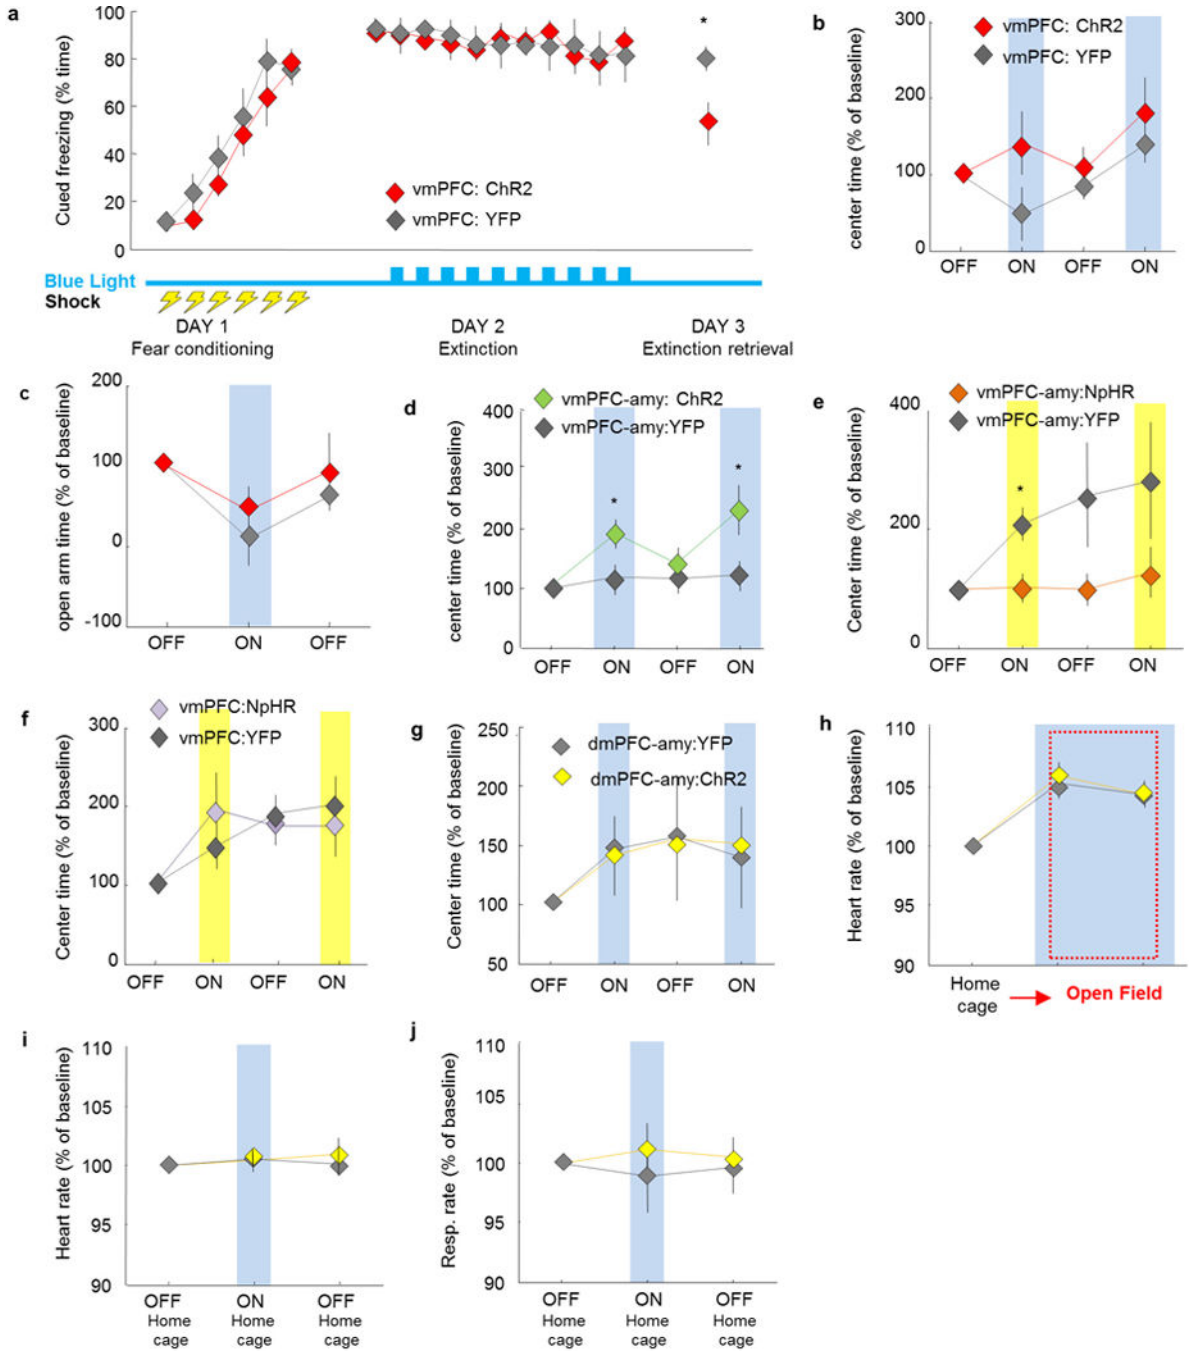 a
Cued freezing (% time)
100
80
60
40
20
0
*
vmPFC: ChR2
vmPFC: YFP
Blue Light
Shock
DAY 1
Fear conditioning
DAY 2
Extinction
DAY 3
Extinction retrieval
b
center time (% of baseline)
300
200
100
0
vmPFC: ChR2
vmPFC: YFP
OFF ON OFF ON
c
open arm time (% of baseline)
200
100
0
-100
OFF ON OFF
d
center time (% of baseline)
400
300
200
100
0
vmPFC-amy: ChR2
vmPFC-amy:YFP
* *
OFF ON OFF ON
e
Center time (% of baseline)
400
200
0
vmPFC-amy:NpHR
vmPFC-amy:YFP
*
OFF ON OFF ON
f
Center time (% of baseline)
300
200
100
0
vmPFC:NpHR
vmPFC:YFP
OFF ON OFF ON
g
Center time (% of baseline)
250
200
150
100
50
dmPFC-amy:YFP
dmPFC-amy:ChR2
OFF ON OFF ON
h
Heart rate (% of baseline)
110
105
100
95
90
Home
cage
Open Field
i
Heart rate (% of baseline)
110
105
100
95
90
OFF ON OFF
Home Home Home
cage cage cage
j
Resp. rate (% of baseline)
110
105
100
95
90
OFF ON OFF
Home Home Home
cage cage cage